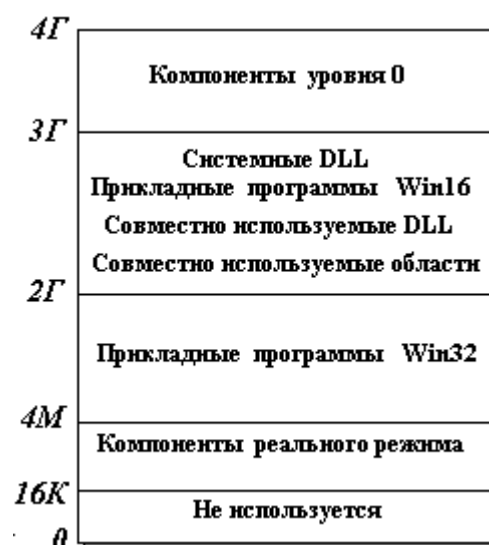 4Г
Компоненты уровня 0
3Г
Системные DLL
Прикладные программы Win16
Совместно используемые DLL
Совместно используемые области
2Г
Прикладные программы Win32
4М
Компоненты реального режима
16К
Не используется
0